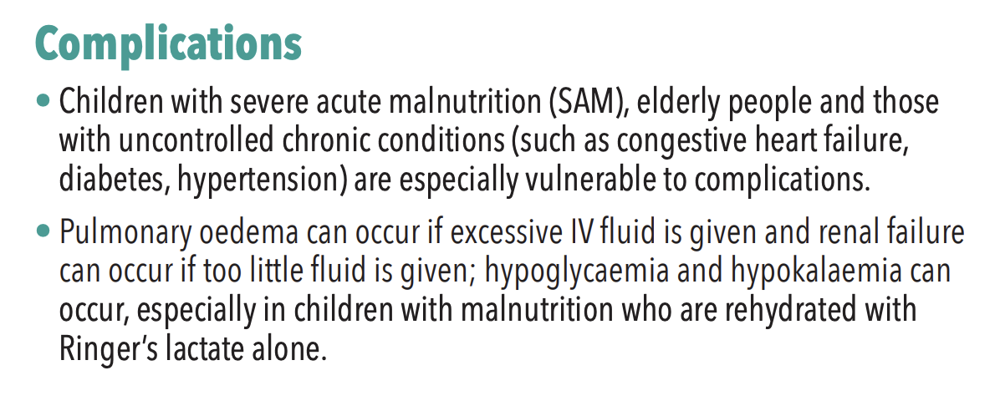 Complications
• Children with severe acute malnutrition (SAM), elderly people and those
with uncontrolled chronic conditions (such as congestive heart failure,
diabetes, hypertension) are especially vulnerable to complications.
• Pulmonary oedema can occur if excessive IV fluid is given and renal failure
can occur if too little fluid is given; hypoglycaemia and hypokalaemia can
occur, especially in children with malnutrition who are rehydrated with
Ringer’s lactate alone.